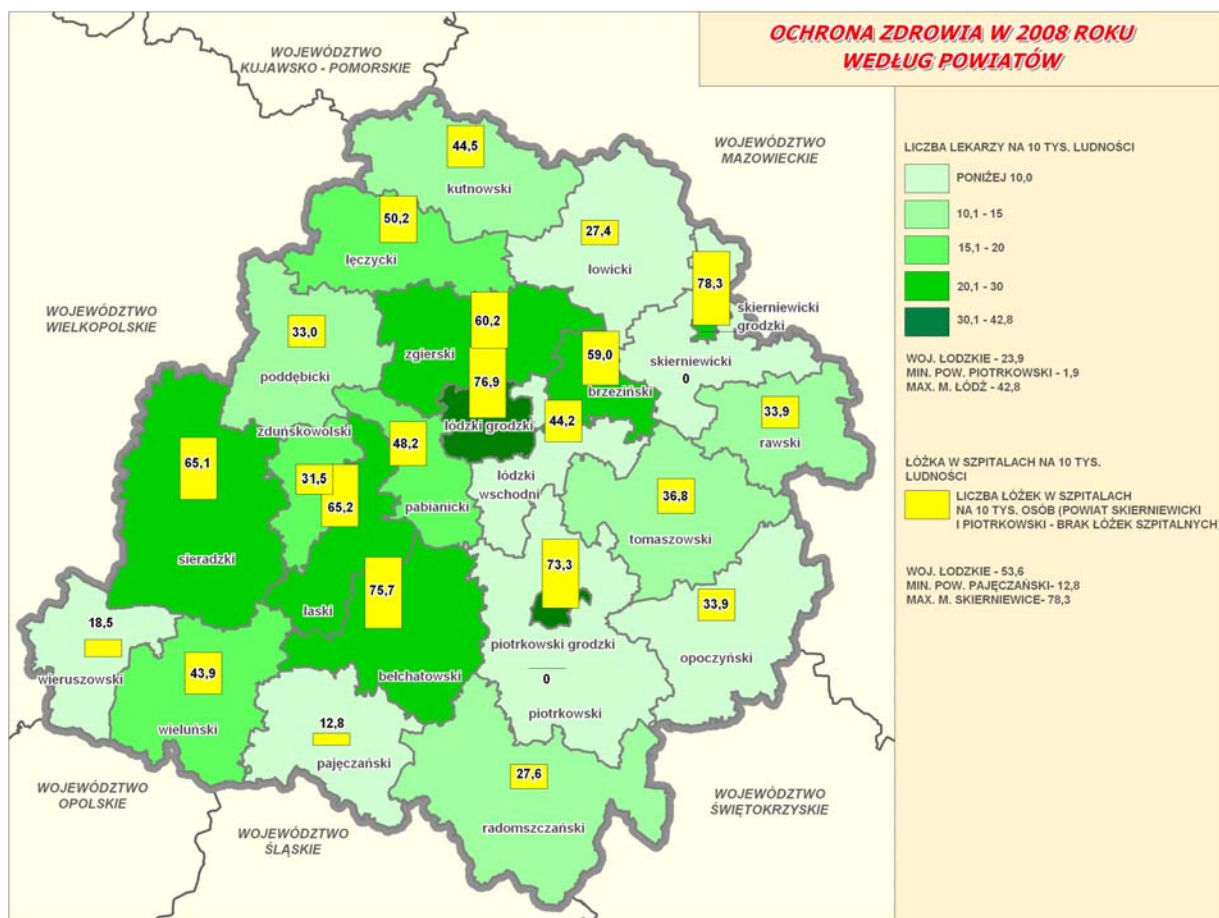 OCHRONA ZDROWIA W 2008 ROKU
WEDŁUG POWIATÓW
WOJEWÓDZTWO
KUJAWSKO - POMORSKIE
WOJEWÓDZTWO
MAZOWIECKIE
WOJEWÓDZTWO
WIELKOPOLSKIE
WOJEWÓDZTWO
OPOLSKIE
WOJEWÓDZTWO
ŚLĄSKIE
WOJEWÓDZTWO
ŚWIĘTOKRZYSKIE
44,5
kutnowski
50,2
łęczycki
27,4
łowicki
78,3
skierniewicki
grodzki
33,0
poddębicki
60,2
zgierski
76,9
łódzki grodzki
59,0
brzeziński
skierniewicki
0
33,9
rawski
44,2
łódzki
wschodni
zduńskowolski
31,5
48,2
pabianicki
65,1
sieradzki
65,2
łaski
36,8
tomaszowski
75,7
bełchatowski
73,3
piotrkowski grodzki
0
piotrkowski
33,9
opoczyński
18,5
wieruszowski
43,9
wieluński
12,8
pajęczański
27,6
radomszczański
LICZBA LEKARZY NA 10 TYS. LUDNOŚCI
PONIŻEJ 10,0
10,1 - 15
15,1 - 20
20,1 - 30
30,1 - 42,8
WOJ. ŁODZKIE - 23,9
MIN. POW. PIOTRKOWSKI - 1,9
MAX. M. ŁÓDŹ - 42,8
ŁÓŻKA W SZPITALACH NA 10 TYS.
LUDNOŚCI
LICZBA ŁÓŻEK W SZPITALACH
NA 10 TYS. OSÓB (POWIAT SKIERNIEWICKI
I PIOTRKOWSKI - BRAK ŁÓŻEK SZPITALNYCH)
WOJ. ŁODZKIE - 53,6
MIN. POW. PAJĘCZAŃSKI- 12,8
MAX. M. SKIERNIEWICE- 78,3